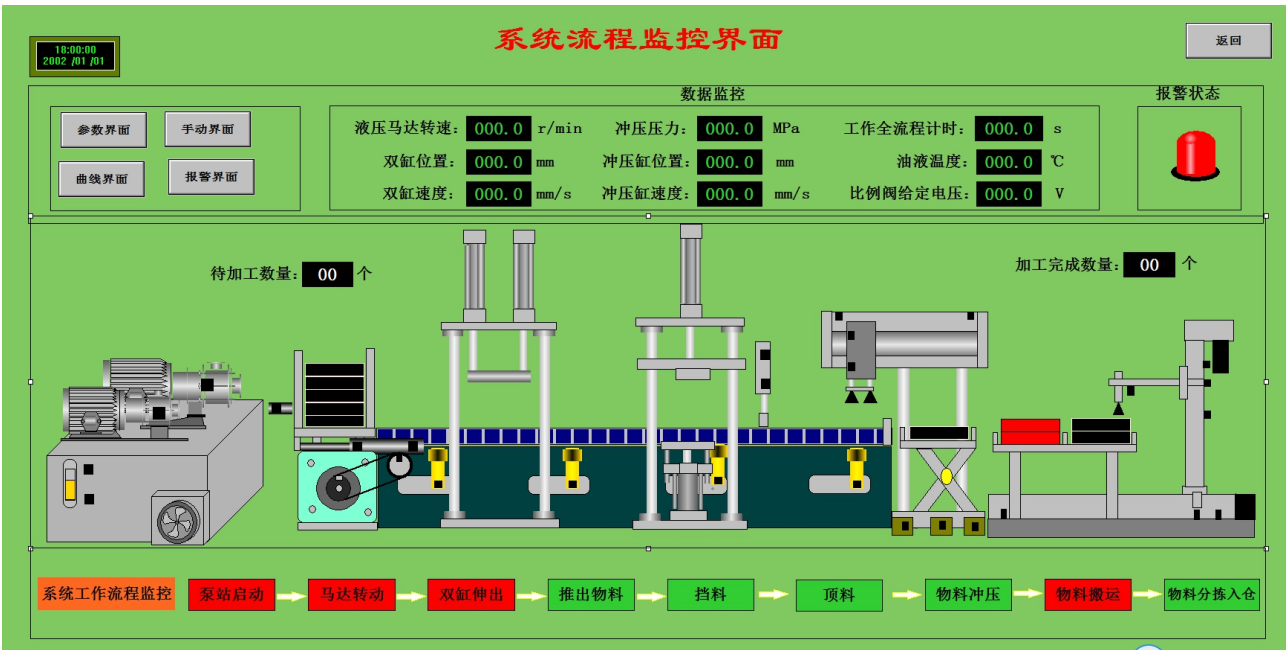 系统流程监控界面
18:00:00
2002 /01 /01
返回
数据监控
报警状态
参数界面
手动界面
曲线界面
报警界面
液压马达转速: 000.0 r/min 冲压压力: 000.0 MPa 工作全流程计时: 000.0 s
双缸位置: 000.0 mm 冲压缸位置: 000.0 mm 油液温度: 000.0 ℃
双缸速度: 000.0 mm/s 冲压缸速度: 000.0 mm/s 比例阀给定电压: 000.0 V
待加工数量: 00 个
加工完成数量: 00 个
系统工作流程监控 泵站启动 马达转动 双缸伸出 推出物料 挡料 顶料 物料冲压 物料搬运 物料分拣入仓